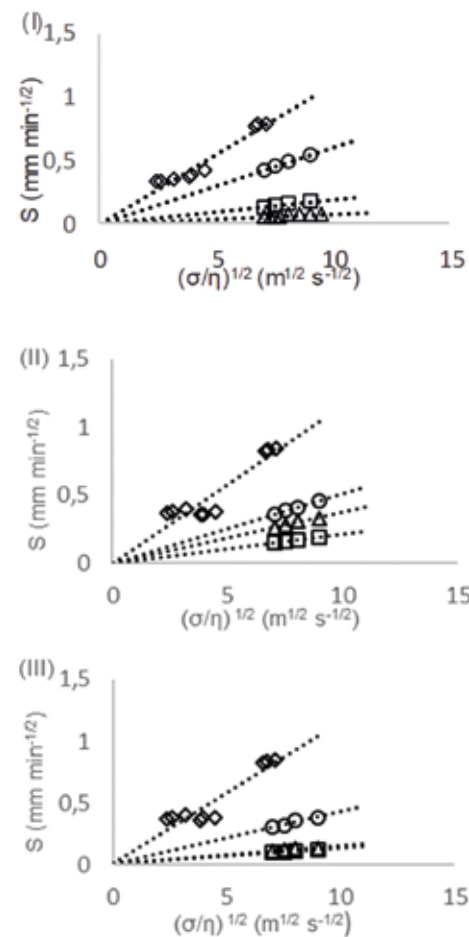 (I)
1,5
1
0,5
0
S (mm min-1/2)
0 5 10 15
(σ/η)1/2 (m1/2 s-1/2)
(II)
1,5
1
0,5
0
S (mm min-1/2)
0 5 10 15
(σ/η) 1/2 (m1/2 s-1/2)
(III)
1,5
1
0,5
0
S (mm min-1/2)
0 5 10 15
(σ/η) 1/2 (m1/2 s-1/2)